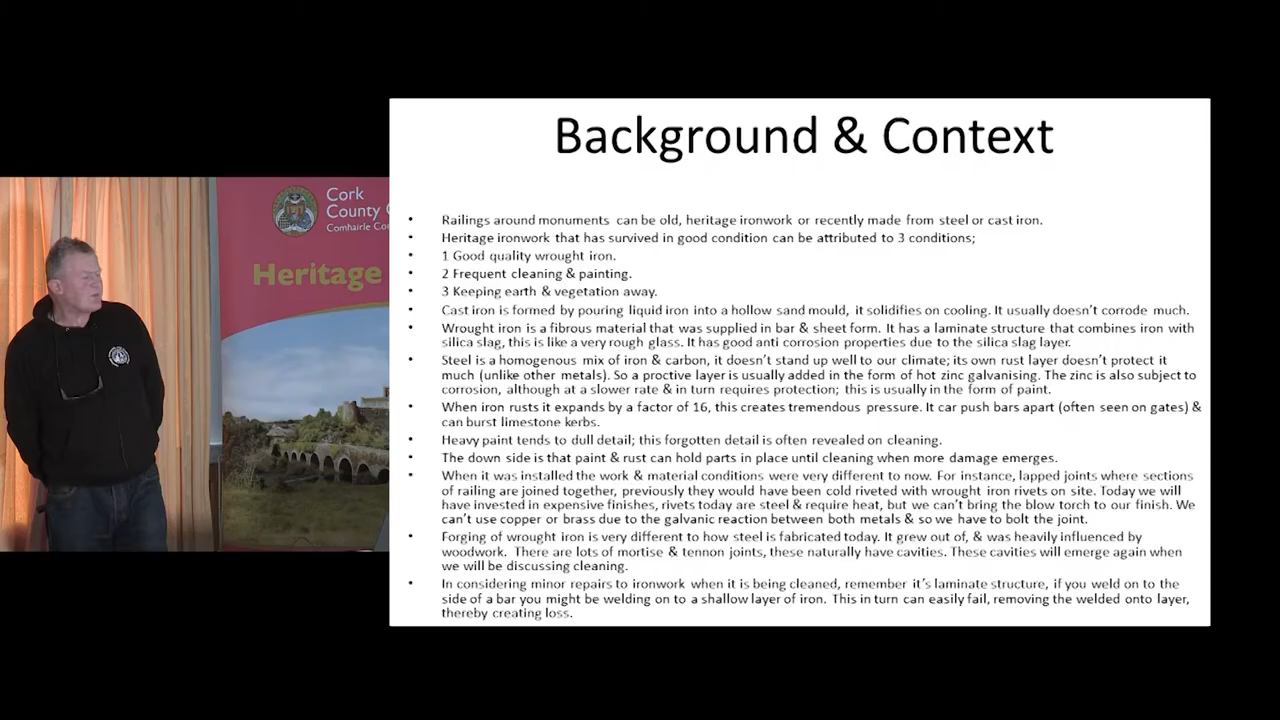 Cork
County
Comhairle
Heritage
Background & Context
• Railings around monuments can be old, heritage ironwork or recently made from steel or cast iron.
• Heritage ironwork that has survived in good condition can be attributed to 3 conditions;
• 1 Good quality wrought iron.
• 2 Frequent cleaning & painting.
• 3 Keeping earth & vegetation away.
• Cast iron is formed by pouring liquid iron into a hollow sand mould, it solidifies on cooling. It usually doesn't corrode much.
• Wrought iron is a fibrous material that was supplied in bar & sheet form. It has a laminate structure that combines iron with
silica slag, this is like a very rough glass. It has good anti corrosion properties due to the silica slag layer.
• Steel is a homogenous mix of iron & carbon, it doesn't stand up well to our climate; its own rust layer doesn't protect it
much (unlike other metals). So a proctive layer is usually added in the form of hot zinc galvanising. The zinc is also subject to
corrosion, although at a slower rate & in turn requires protection; this is usually in the form of paint.
• When iron rusts it expands by a factor of 16, this creates tremendous pressure. It car push bars apart (often seen on gates) &
can burst limestone kerbs.
• Heavy paint tends to dull detail; this forgotten detail is often revealed on cleaning.
• The down side is that paint & rust can hold parts in place until cleaning when more damage emerges.
• When it was installed the work & material conditions were very different to now. For instance, lapped joints where sections
of railing are joined together, previously they would have been cold riveted with wrought iron rivets on site. Today we will
have invested in expensive finishes, rivets today are steel & require heat, but we can't bring the blow torch to our finish. We
can't use copper or brass due to the galvanic reaction between both metals & so we have to bolt the joint.
• Forging of wrought iron is very different to how steel is fabricated today. It grew out of, & was heavily influenced by
woodwork. There are lots of mortise & tennon joints, these naturally have cavities. These cavities will emerge again when
we will be discussing cleaning.
• In considering minor repairs to ironwork when it is being cleaned, remember it's laminate structure, if you weld on to the
side of a bar you might be welding on to a shallow layer of iron. This in turn can easily fail, removing the welded onto layer,
thereby creating loss.